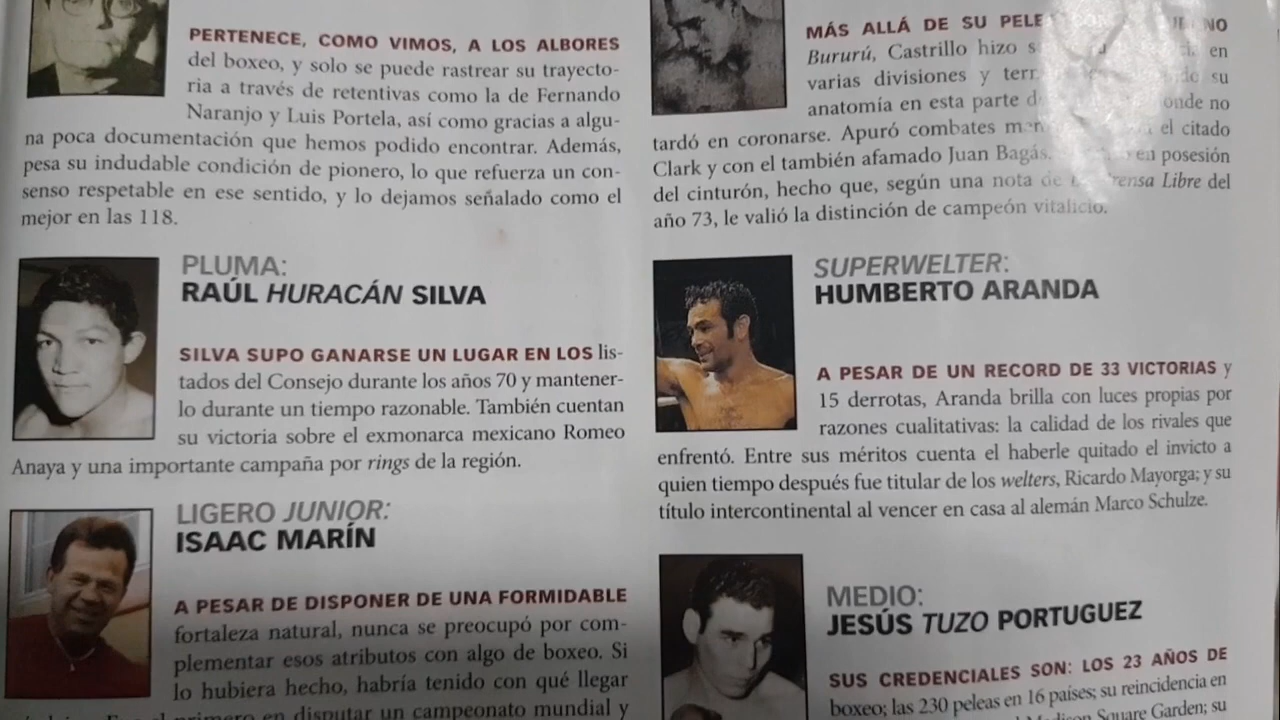 PERTENECE, COMO VIMOS, A LOS ALBORES
del boxeo, y solo se puede rastrear su trayecto-
ria a través de retentivas como la de Fernando
Naranjo y Luis Portela, así como gracias a algu-
na poca documentación que hemos podido encontrar. Además,
pesa su indudable condición de pionero, lo que refuerza un con-
senso respetable en ese sentido, y lo dejamos señalado como el
mejor en las 118.
PLUMA:
RAÚL HURACÁN SILVA
SILVA SUPO GANARSE UN LUGAR EN LOS lis-
tados del Consejo durante los años 70 y mantener-
lo durante un tiempo razonable. También cuentan
su victoria sobre el exmonarca mexicano Romeo
Anaya y una importante campaña por rings de la región.
LIGERO JUNIOR:
ISAAC MARÍN
A PESAR DE DISPONER DE UNA FORMIDABLE
fortaleza natural, nunca se preocupó por com-
plementar esos atributos con algo de boxeo. Si
lo hubiera hecho, habría tenido con qué llegar
primero en disputar un campeonato mundial y
MÁS ALLÁ DE SU
Bururú, Castrillo hizo en
varias divisiones y su
anatomía en esta parte onde no
tardó en coronarse. Apuró combates el citado
Clark y con el también afamado Juan Bagás. en posesión
del cinturón, hecho que, según una nota de Prensa Libre del
año 73, le valió la distinción de campeón vitalicio.
SUPERWELTER:
HUMBERTO ARANDA
A PESAR DE UN RECORD DE 33 VICTORIAS y
15 derrotas, Aranda brilla con luces propias por
razones cualitativas: la calidad de los rivales que
enfrentó. Entre sus méritos cuenta el haberle quitado el invicto a
quien tiempo después fue titular de los welters, Ricardo Mayorga; y su
título intercontinental al vencer en casa al alemán Marco Schulze.
MEDIO:
JESÚS TUZO PORTUGUEZ
SUS CREDENCIALES SON: LOS 23 AÑOS DE
boxeo; las 230 peleas en 16 países; su reincidencia en
Madison Square Garden; su